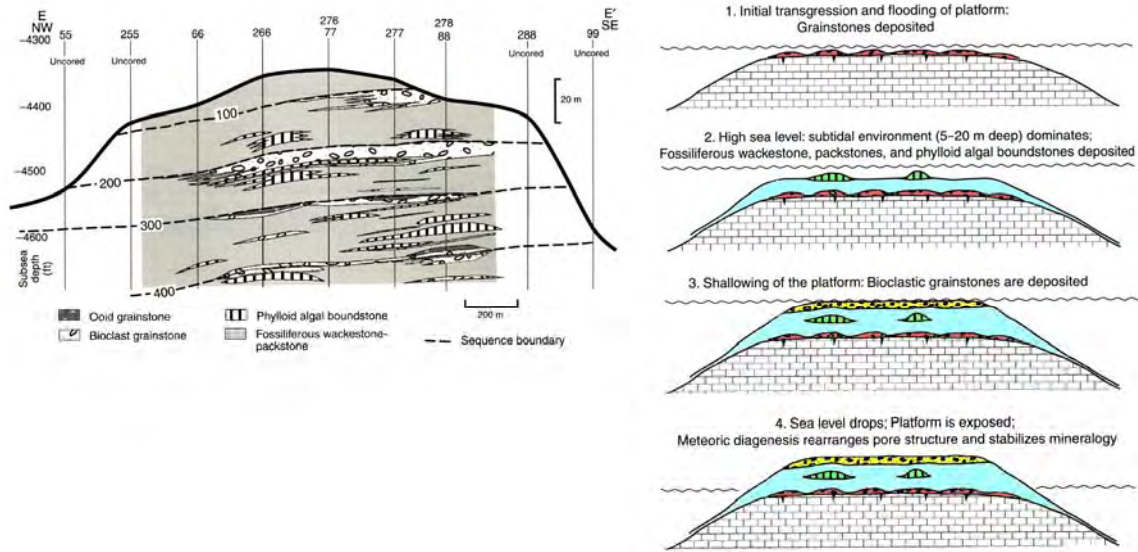 E
NW
E'
SE
276
278
55
255
66
266
77
277
88
288
99
Uncored
Uncored
Uncored
Uncored
−4300
−4400
−4500
−4600
Subsea
depth
(ft)
100
200
300
400
20 m
200 m
Ooid grainstone
Bioclast grainstone
Phylloid algal boundstone
Fossiliferous wackestone-
packstone
Sequence boundary
1. Initial transgression and flooding of platform:
Grainstones deposited
2. High sea level: subtidal environment (5–20 m deep) dominates;
Fossiliferous wackestone, packstones, and phylloid algal boundstones deposited
3. Shallowing of the platform: Bioclastic grainstones are deposited
4. Sea level drops; Platform is exposed;
Meteoric diagenesis rearranges pore structure and stabilizes mineralogy